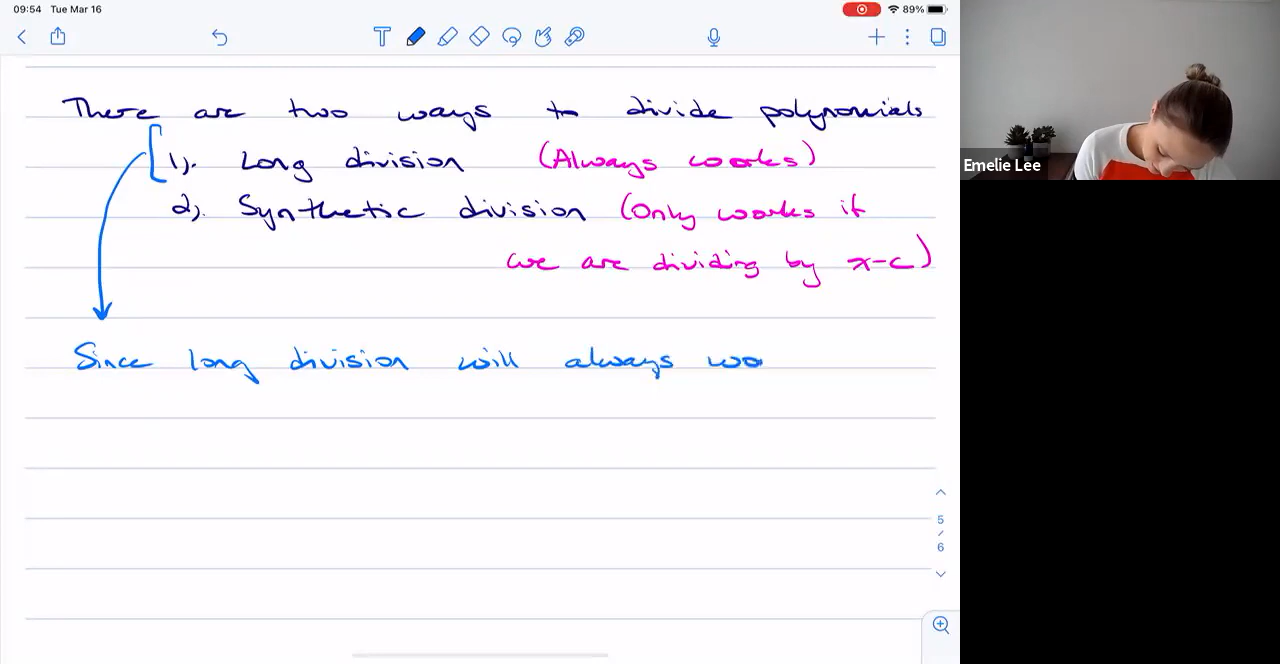 09:54 Tue Mar 16
89%
There are two ways to divide polynomials
1). Long division (Always works)
2). Synthetic division (Only works if
we are dividing by x-c)
Since long division will always wo
5
6
Emelie Lee